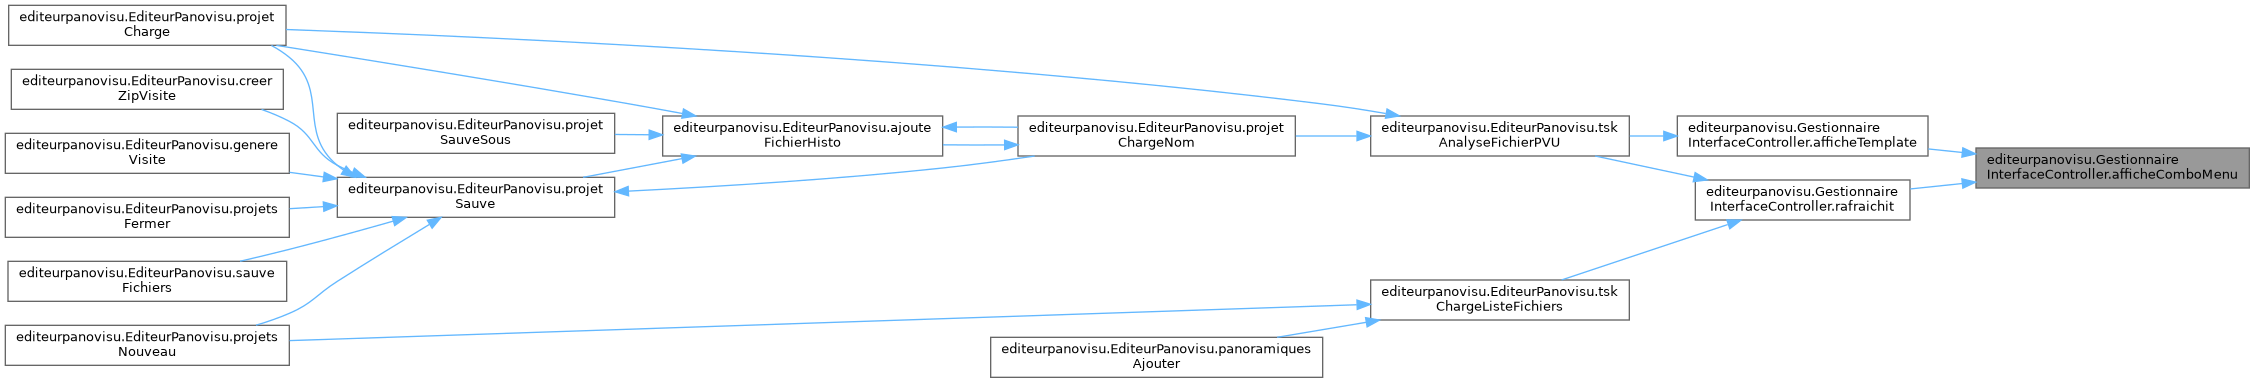 editeurpanovisu.EditeurPanovisu.projet
Charge
editeurpanovisu.EditeurPanovisu.creer
ZipVisite
editeurpanovisu.EditeurPanovisu.genere
Visite
editeurpanovisu.EditeurPanovisu.projets
Fermer
editeurpanovisu.EditeurPanovisu.sauve
Fichiers
editeurpanovisu.EditeurPanovisu.projets
Nouveau
editeurpanovisu.EditeurPanovisu.projet
SauveSous
editeurpanovisu.EditeurPanovisu.projet
Sauve
editeurpanovisu.EditeurPanovisu.ajoute
FichierHisto
editeurpanovisu.EditeurPanovisu.projet
ChargeNom
editeurpanovisu.EditeurPanovisu.panoramiques
Ajouter
editeurpanovisu.EditeurPanovisu.tsk
AnalyseFichierPVU
editeurpanovisu.EditeurPanovisu.tsk
ChargeListeFichiers
editeurpanovisu.Gestionnaire
InterfaceController.afficheTemplate
editeurpanovisu.Gestionnaire
InterfaceController.rafraichit
editeurpanovisu.Gestionnaire
InterfaceController.afficheComboMenu